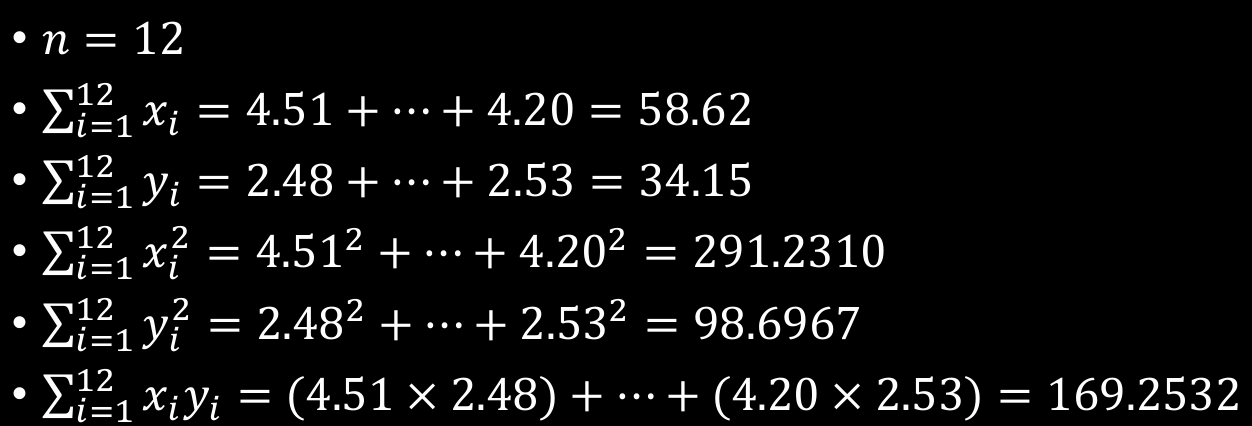 • n = 12
• ∑_{i=1}^{12} x_i = 4.51 + ⋯ + 4.20 = 58.62
• ∑_{i=1}^{12} y_i = 2.48 + ⋯ + 2.53 = 34.15
• ∑_{i=1}^{12} x_i^2 = 4.51^2 + ⋯ + 4.20^2 = 291.2310
• ∑_{i=1}^{12} y_i^2 = 2.48^2 + ⋯ + 2.53^2 = 98.6967
• ∑_{i=1}^{12} x_i y_i = (4.51 × 2.48) + ⋯ + (4.20 × 2.53) = 169.2532